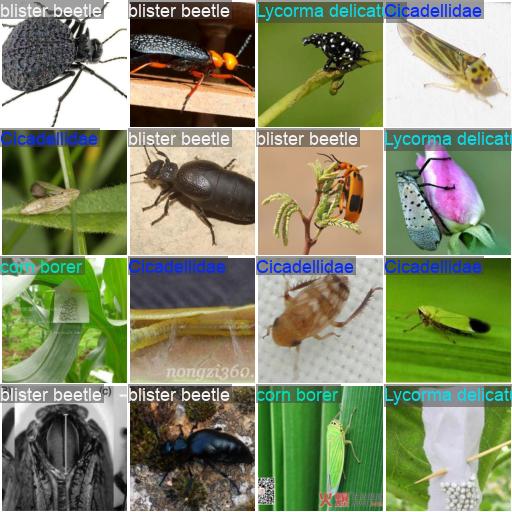 blister beetle
blister beetle
Lycorma delicat
Cicadellidae
Cicadellidae
blister beetle
blister beetle
Lycorma delicat
corn borer
Cicadellidae
Cicadellidae
Cicadellidae
nongzi360.
blister beetle
blister beetle
corn borer
Lycorma delicat